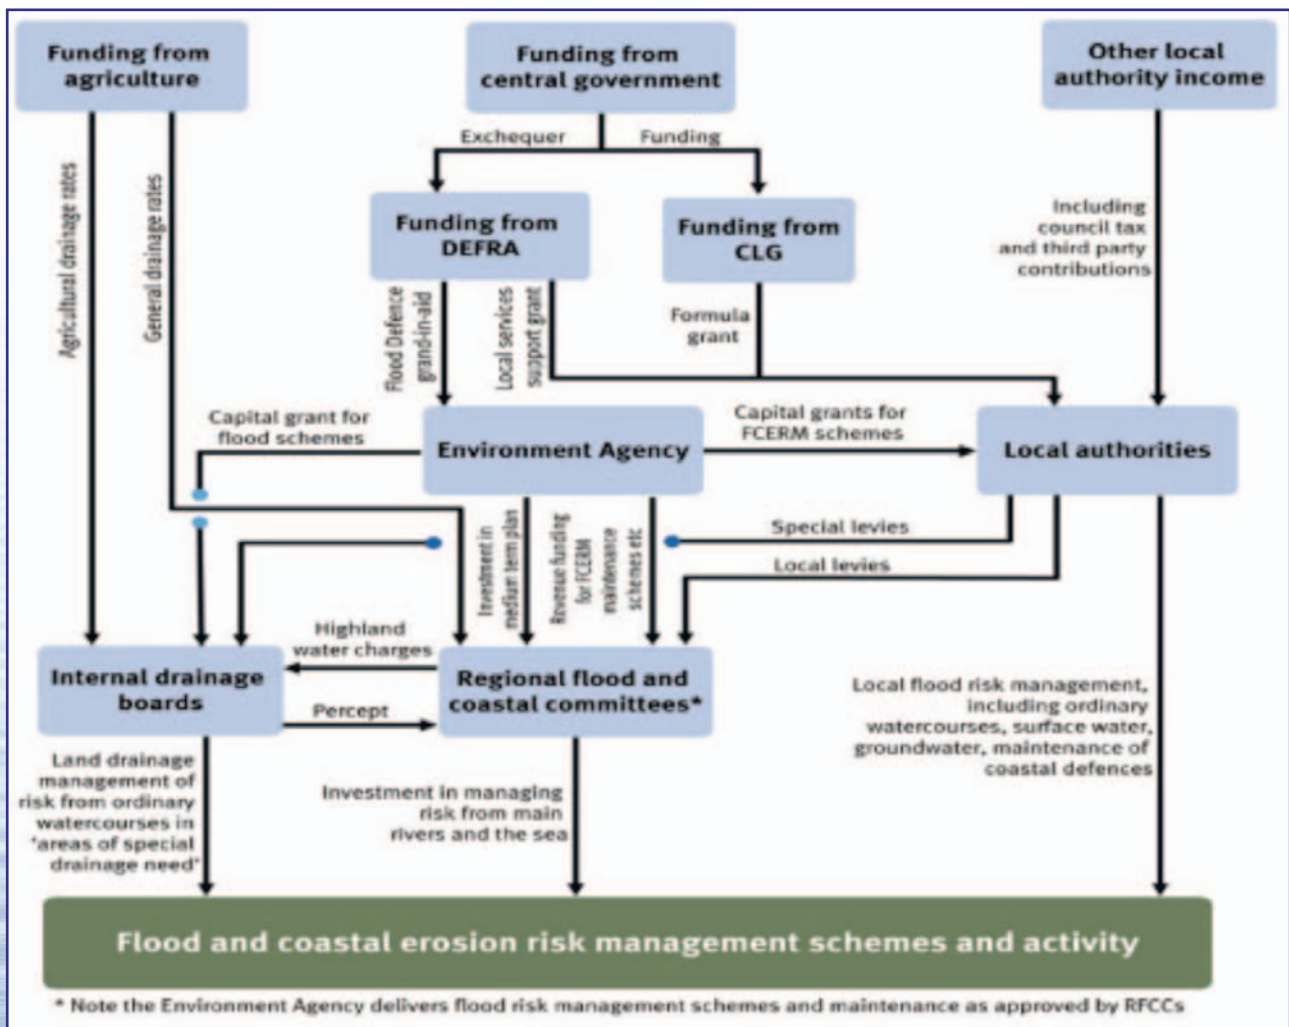 Funding from
agriculture
Funding from
central government
Other local
authority income
Exchequer
Funding
Agricultural drainage rates
General drainage rates
Funding from
DEFRA
Funding from
CLG
Including
council tax
and third party
contributions
Flood Defence
grand-in-aid
Local services
support grant
Formula
grant
Capital grant for
flood schemes
Environment Agency
Capital grants for
FCERM schemes
Local authorities
Investment in
medium term plan
Revenue funding
for FCERM
maintenance
schemes etc
Special levies
Local levies
Highland
water charges
Internal drainage
boards
Regional flood and
coastal committees*
Percept
Land drainage
management of
risk from ordinary
watercourses in
'areas of special
drainage need'
Investment in managing
risk from main
rivers and the sea
Local flood risk management,
including ordinary
watercourses, surface water,
groundwater, maintenance of
coastal defences
Flood and coastal erosion risk management schemes and activity
* Note the Environment Agency delivers flood risk management schemes and maintenance as approved by RFCCs